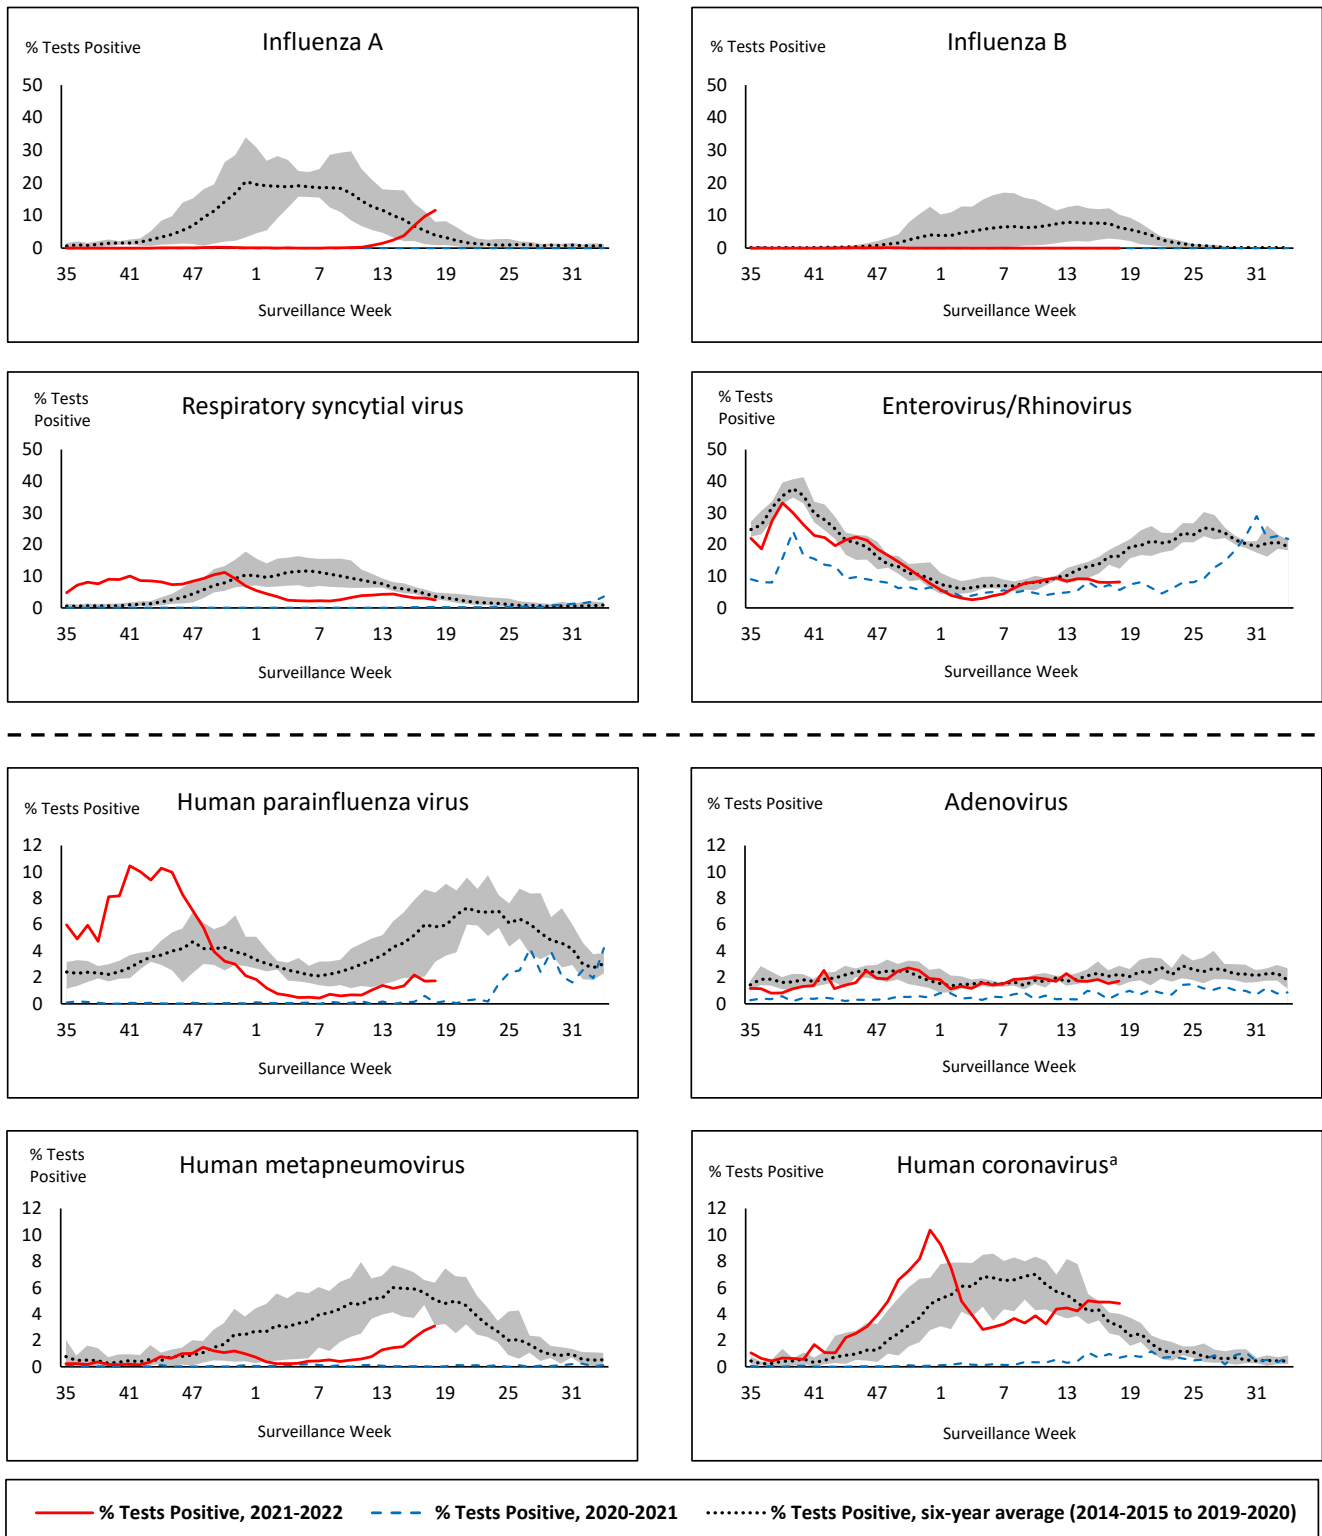 Influenza A
% Tests Positive
50
40
30
20
10
0
35 41 47 1 7 13 19 25 31
Surveillance Week
Influenza B
% Tests Positive
50
40
30
20
10
0
35 41 47 1 7 13 19 25 31
Surveillance Week
Respiratory syncytial virus
% Tests
Positive
50
40
30
20
10
0
35 41 47 1 7 13 19 25 31
Surveillance Week
Enterovirus/Rhinovirus
% Tests
Positive
50
40
30
20
10
0
35 41 47 1 7 13 19 25 31
Surveillance Week
Human parainfluenza virus
% Tests Positive
12
10
8
6
4
2
0
35 41 47 1 7 13 19 25 31
Surveillance Week
Adenovirus
% Tests Positive
12
10
8
6
4
2
0
35 41 47 1 7 13 19 25 31
Surveillance Week
Human metapneumovirus
% Tests
Positive
12
10
8
6
4
2
0
35 41 47 1 7 13 19 25 31
Surveillance Week
Human coronavirusᵃ
% Tests Positive
12
10
8
6
4
2
0
35 41 47 1 7 13 19 25 31
Surveillance Week
% Tests Positive, 2021-2022 % Tests Positive, 2020-2021 % Tests Positive, six-year average (2014-2015 to 2019-2020)